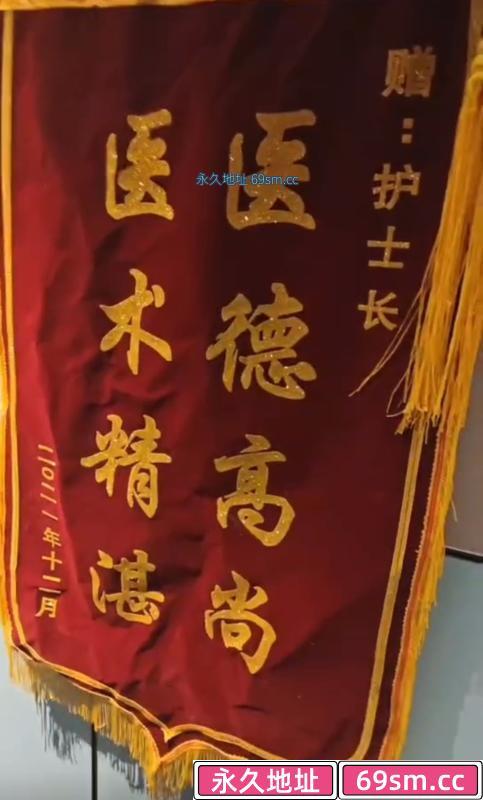 赠:护士长
医德高尚
医术精湛
二〇二一年十二月
永久地址 69sm.cc
永久地址 69sm.cc